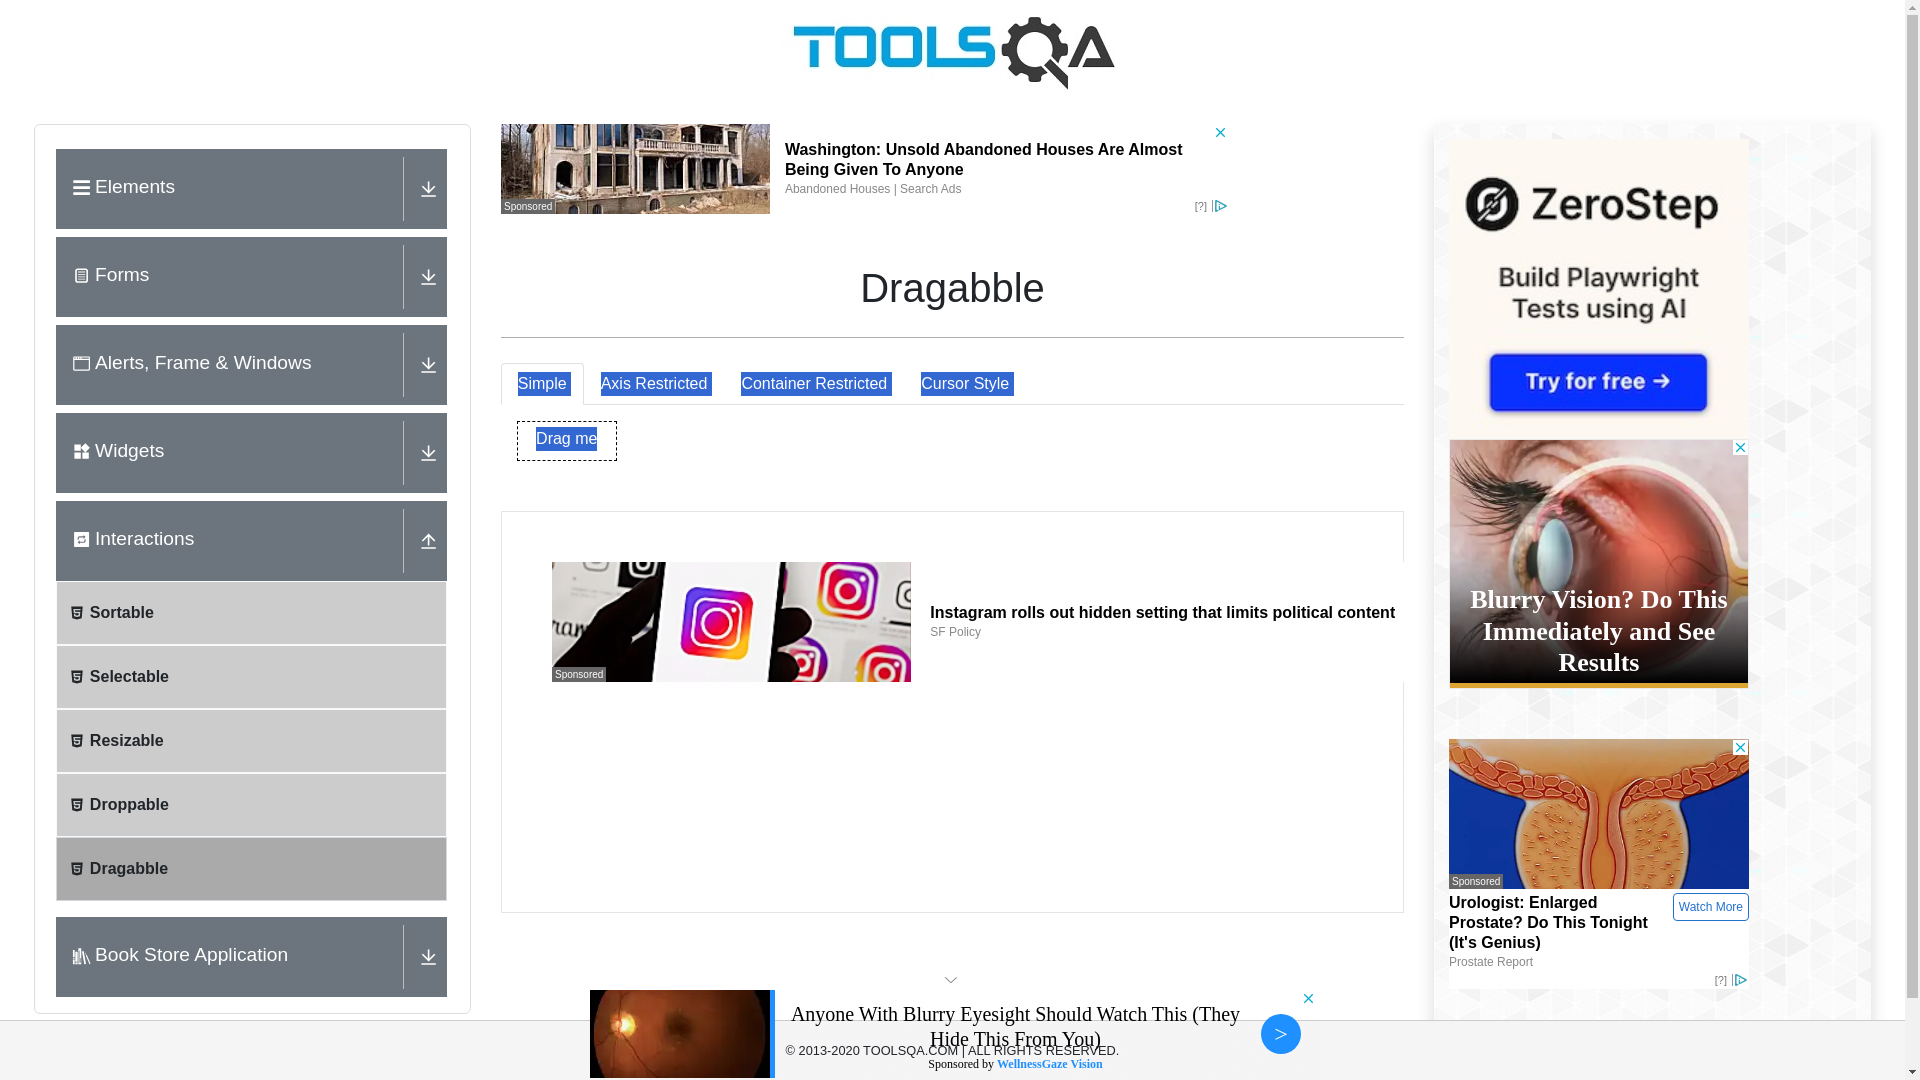 TOOLSQA
Elements
Forms
Alerts, Frame & Windows
Widgets
Interactions
Sortable
Selectable
Resizable
Droppable
Dragabble
Book Store Application
Sponsored
Washington: Unsold Abandoned Houses Are Almost
Being Given To Anyone
Abandoned Houses | Search Ads
[?]
Dragabble
Simple
Axis Restricted
Container Restricted
Cursor Style
Drag me
Sponsored
Instagram rolls out hidden setting that limits political content
SF Policy
ZeroStep
Build Playwright
Tests using AI
Try for free →
Blurry Vision? Do This
Immediately and See
Results
Sponsored
Urologist: Enlarged
Prostate? Do This Tonight
(It's Genius)
Watch More
Prostate Report
[?]
Anyone With Blurry Eyesight Should Watch This (They
Hide This From You)
>
© 2013-2020 TOOLSQA.COM | ALL RIGHTS RESERVED.
Sponsored by WellnessGaze Vision